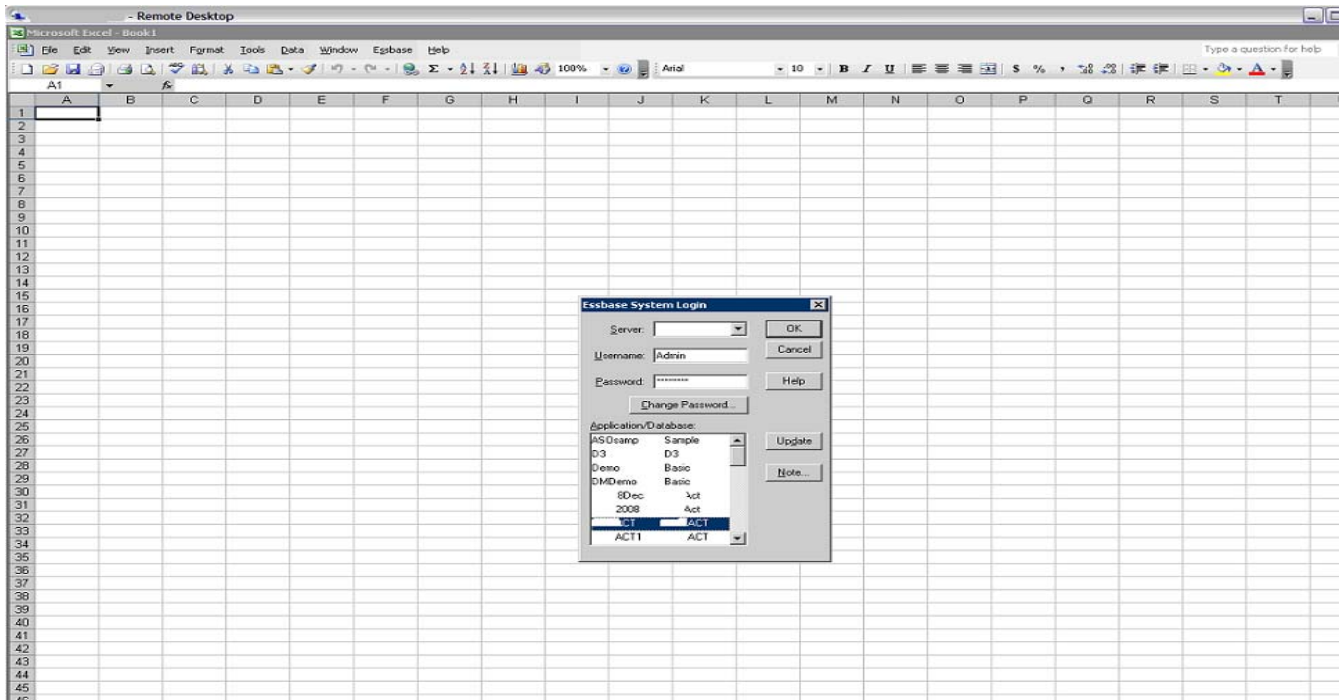 - Remote Desktop
Microsoft Excel - Book1
File Edit View Insert Format Tools Data Window Essbase Help Type a question for help
100% Arial 10 B I U $ % ,
A1 fx
A B C D E F G H I J K L M N O P Q R S T
1
2
3
4
5
6
7
8
9
10
11
12
13
14
15
16
17
18
19
20
21
22
23
24
25
26
27
28
29
30
31
32
33
34
35
36
37
38
39
40
41
42
43
44
45
Essbase System Login
Server: OK
Username: Admin Cancel
Password: ******** Help
Change Password...
Application/Database:
ASOsamp Sample Update
D3 D3
Demo Basic Note...
DMDemo Basic
8Dec Act
2008 Act
CT ACT
ACT1 ACT